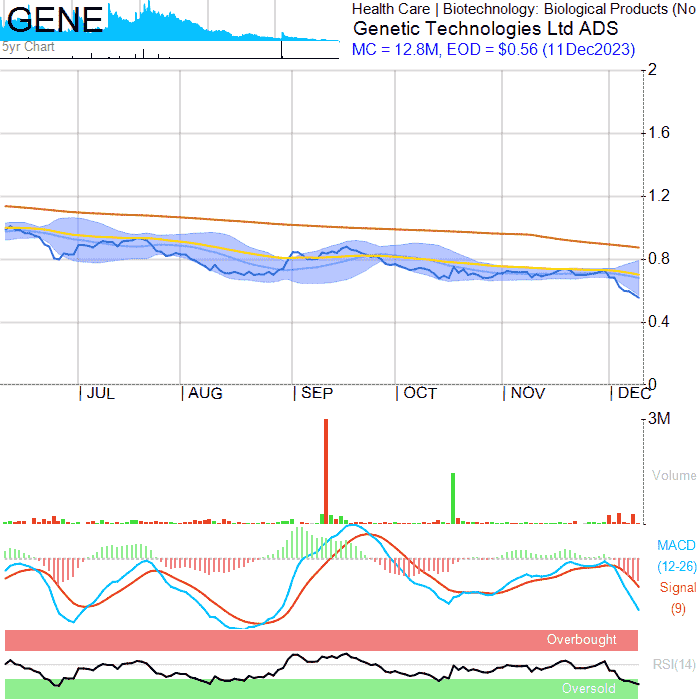 GENE
5yr Chart
Health Care | Biotechnology: Biological Products (No
Genetic Technologies Ltd ADS
MC = 12.8M, EOD = $0.56 (11Dec2023)
2
1.6
1.2
0.8
0.4
0
JUL AUG SEP OCT NOV DEC
3M
Volume
MACD
(12-26)
Signal
(9)
Overbought
RSI(14)
Oversold